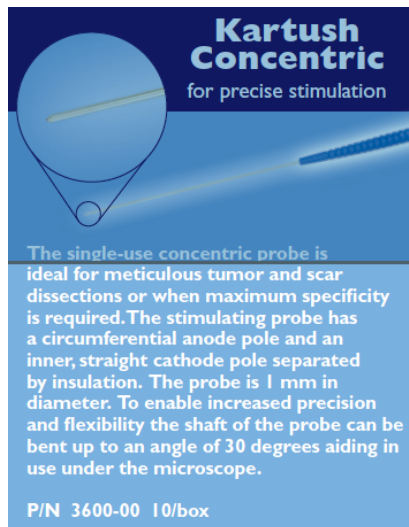 Kartush
Concentric
for precise stimulation
The single-use concentric probe is
ideal for meticulous tumor and scar
dissections or when maximum specificity
is required.The stimulating probe has
a circumferential anode pole and an
inner, straight cathode pole separated
by insulation. The probe is 1 mm in
diameter. To enable increased precision
and flexibility the shaft of the probe can be
bent up to an angle of 30 degrees aiding in
use under the microscope.
P/N 3600-00 10/box